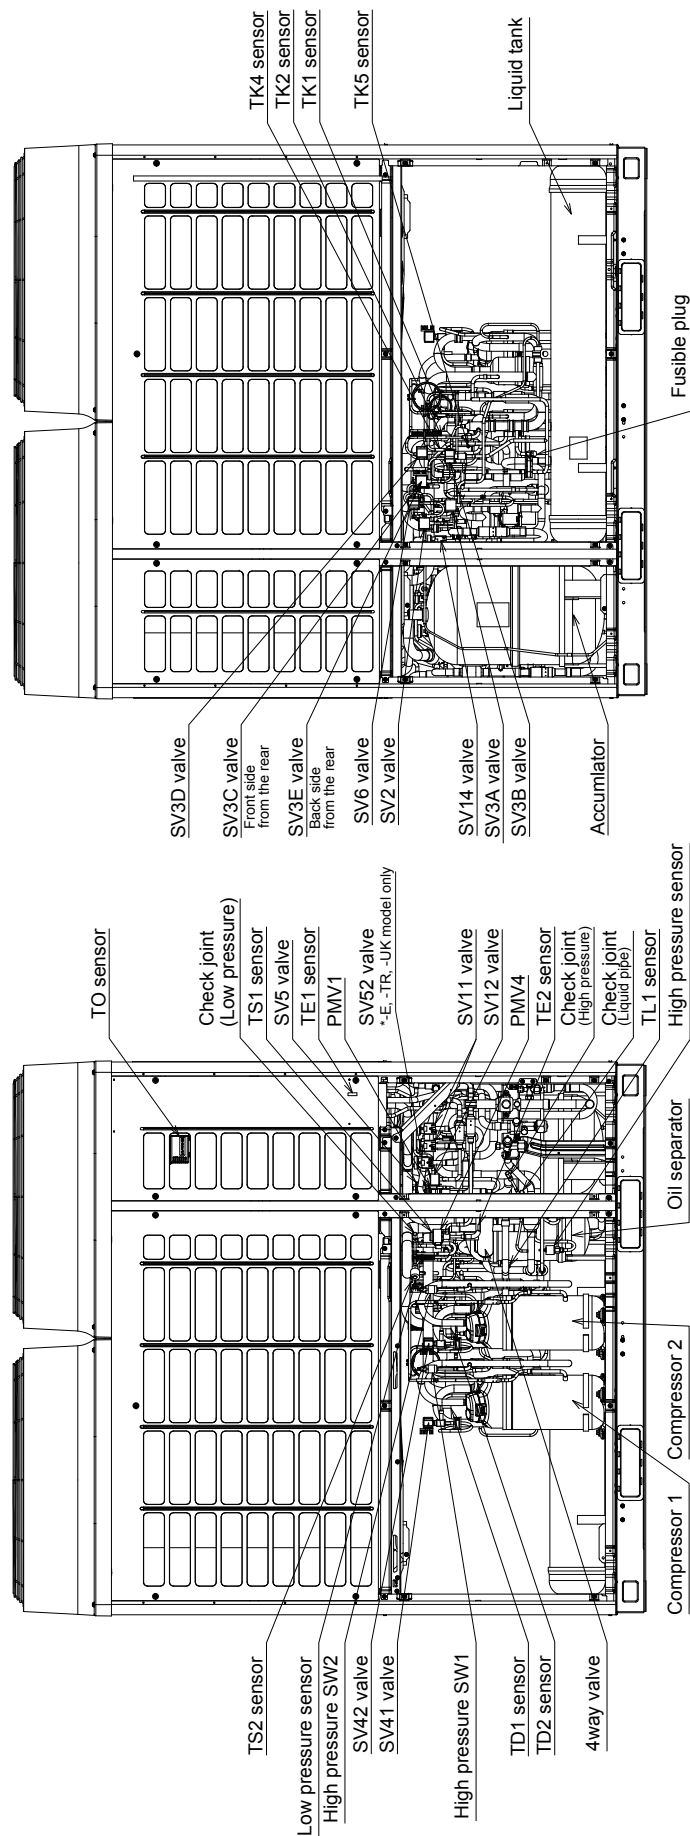 TK4 sensor
TK2 sensor
TK1 sensor
TK5 sensor
Liquid tank
SV3D valve
SV3C valve
Front side
from the rear
SV3E valve
Back side
from the rear
SV6 valve
SV2 valve
SV14 valve
SV3A valve
SV3B valve
Accumlator
Fusible plug
TO sensor
Check joint
(Low pressure)
TS1 sensor
SV5 valve
TE1 sensor
PMV1
SV52 valve
*-E, -TR, -UK model only
SV11 valve
SV12 valve
PMV4
TE2 sensor
Check joint
(High pressure)
Check joint
(Liquid pipe)
TL1 sensor
High pressure sensor
TS2 sensor
Low pressure sensor
High pressure SW2
SV42 valve
SV41 valve
High pressure SW1
TD1 sensor
TD2 sensor
4way valve
Compressor 1
Compressor 2
Oil separator